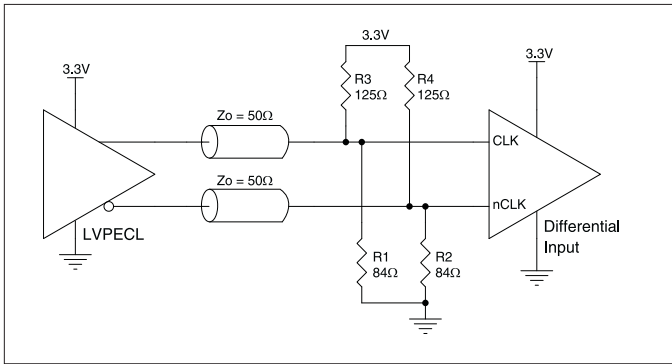 3.3V
3.3V
3.3V
R3
125Ω
R4
125Ω
Zo = 50Ω
CLK
Zo = 50Ω
nCLK
LVPECL
Differential
Input
R1
84Ω
R2
84Ω